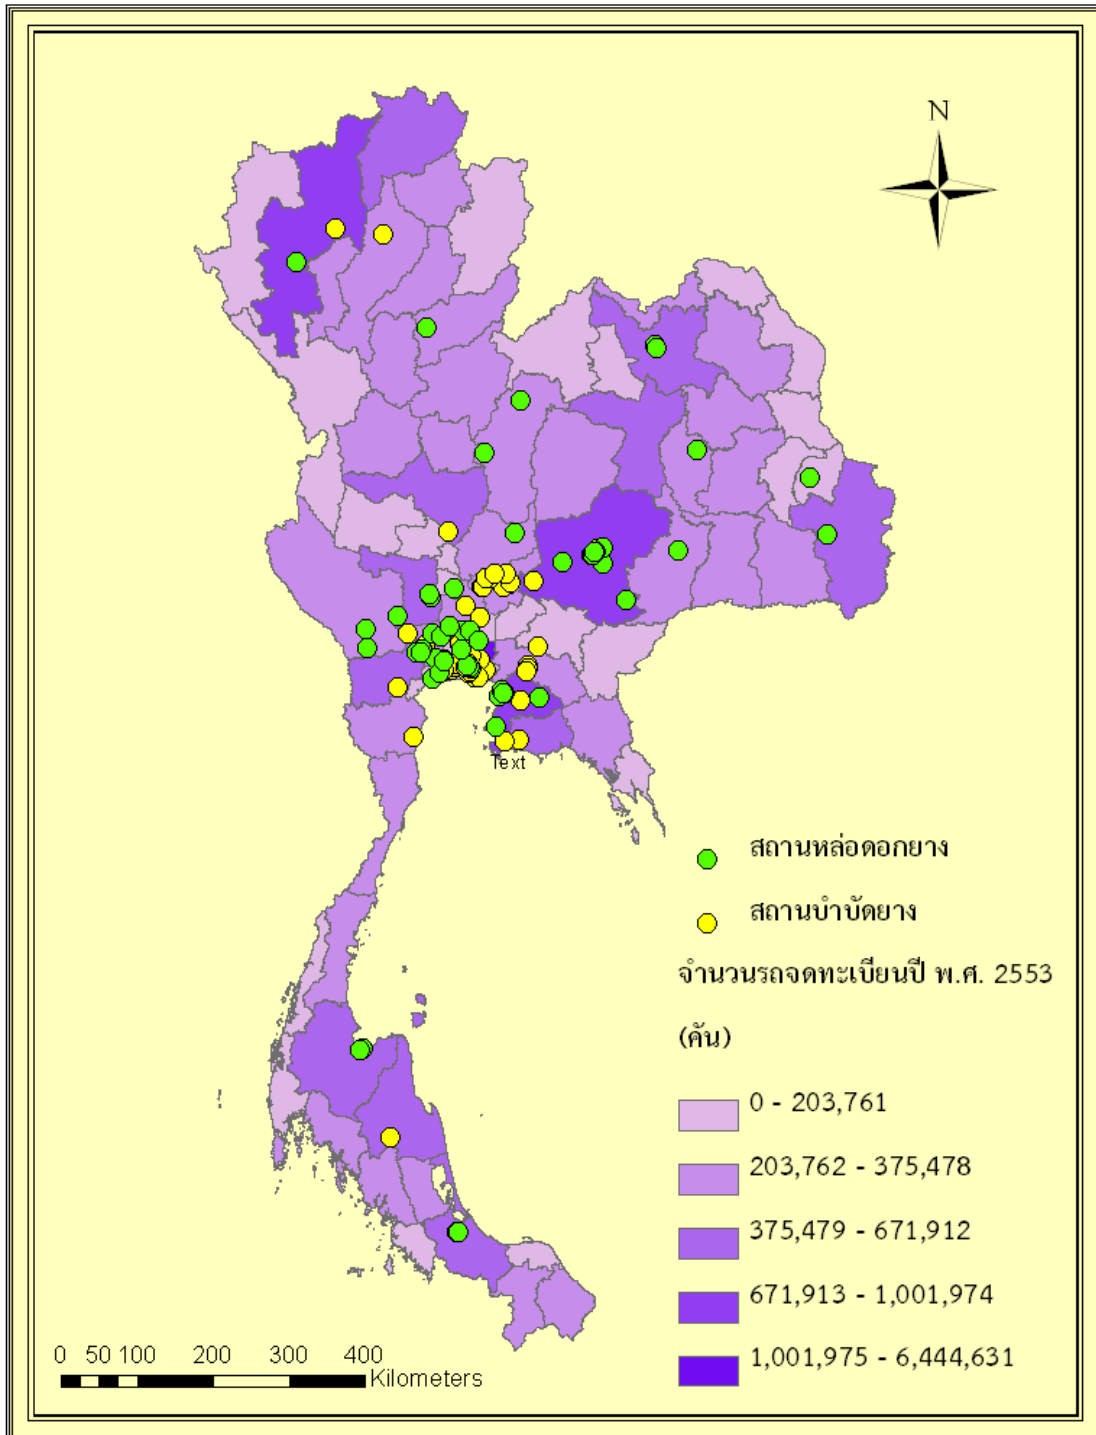 N
Text
สถานหล่อดอกยาง
สถานบำบัดยาง
จำนวนรถจดทะเบียนปี พ.ศ. 2553
(คัน)
0 - 203,761
203,762 - 375,478
375,479 - 671,912
671,913 - 1,001,974
1,001,975 - 6,444,631
0 50 100 200 300 400
Kilometers